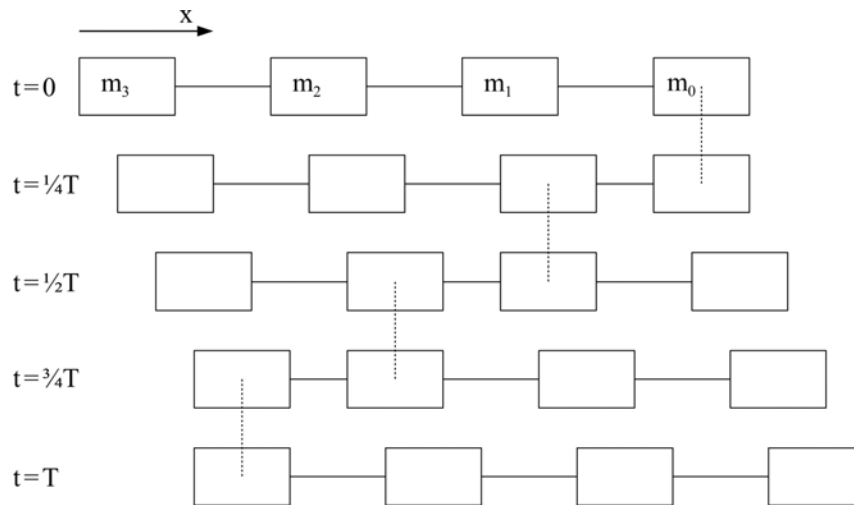 x
t=0 m₃ m₂ m₁ m₀
t=¼T
t=½T
t=¾T
t=T